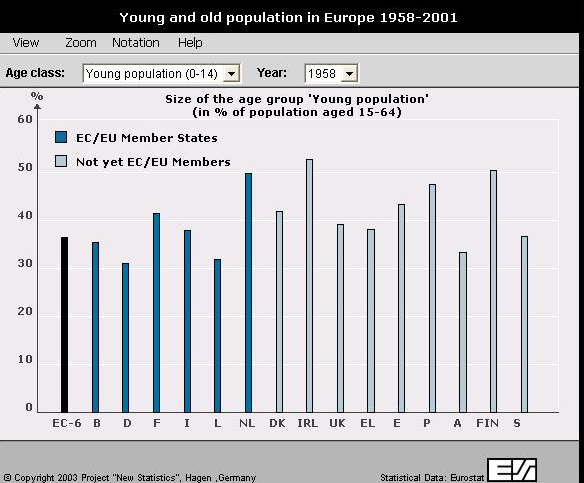 Young and old population in Europe 1958-2001
View Zoom Notation Help
Age class: Young population (0-14) Year: 1958
%
Size of the age group 'Young population'
(in % of population aged 15-64)
60
EC/EU Member States
Not yet EC/EU Members
50
40
30
20
10
0
EC-6 B D F I L NL DK IRL UK EL E P A FIN S
© Copyright 2003 Project "New Statistics", Hagen ,Germany
Statistical Data: Eurostat